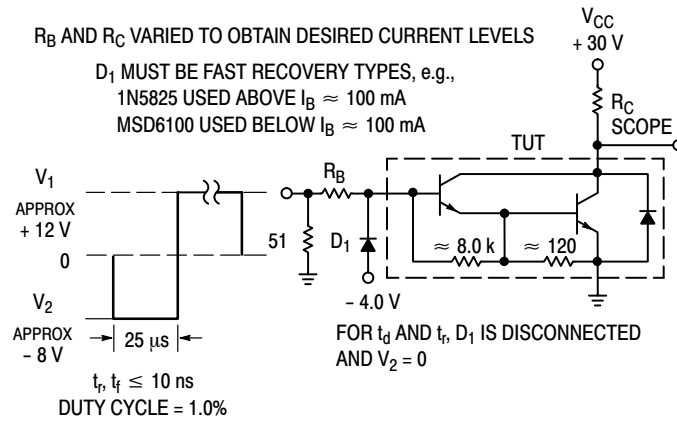 R_B AND R_C VARIED TO OBTAIN DESIRED CURRENT LEVELS
D_1 MUST BE FAST RECOVERY TYPES, e.g.,
1N5825 USED ABOVE I_B ≈ 100 mA
MSD6100 USED BELOW I_B ≈ 100 mA
V_CC
+ 30 V
R_C
SCOPE
TUT
R_B
V_1
APPROX
+ 12 V
51
D_1
≈ 8.0 k
≈ 120
0
– 4.0 V
V_2
APPROX
– 8 V
25 μs
FOR t_d AND t_r, D_1 IS DISCONNECTED
AND V_2 = 0
t_r, t_f ≤ 10 ns
DUTY CYCLE = 1.0%